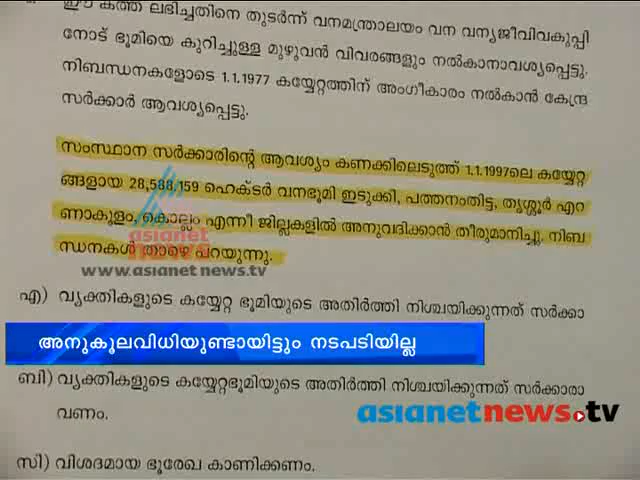 ഈ കത്ത് ലഭിച്ചതിനെ തുടർന്ന് വനമന്ത്രാലയം വന വന്യജീവിവകുപ്പി
നോട് ഭൂമിയെ കുറിച്ചുള്ള മുഴുവൻ വിവരങ്ങളും നൽകാനാവശ്യപ്പെട്ടു.
നിബന്ധനകളോടെ 1.1.1977 കയ്യേറ്റത്തിന് അംഗീകാരം നൽകാൻ കേന്ദ്ര
സർക്കാർ ആവശ്യപ്പെട്ടു.
സംസ്ഥാന സർക്കാരിന്റെ ആവശ്യം കണക്കിലെടുത്ത് 1.1.1997ലെ കയ്യേറ്റ
ങ്ങളായ 28,588,159 ഹെക്ടർ വനഭൂമി ഇടുക്കി, പത്തനംതിട്ട, തൃശ്ശൂർ എറ
ണാകുളം, കൊല്ലം എന്നീ ജില്ലകളിൽ അനുവദിക്കാൻ തീരുമാനിച്ചു. നിബ
ന്ധനകൾ താഴെ പറയുന്നു.
asianet
news
www.asianetnews.tv
എ) വ്യക്തികളുടെ കയ്യേറ്റ ഭൂമിയുടെ അതിർത്തി നിശ്ചയിക്കുന്നത് സർക്കാ
അനുകൂലവിധിയുണ്ടായിട്ടും നടപടിയില്ല
ബി) വ്യക്തികളുടെ കയ്യേറ്റഭൂമിയുടെ അതിർത്തി നിശ്ചയിക്കുന്നത് സർക്കാരാ
വണം.
asianetnews.tv
സി) വിശദമായ ഭൂരേഖ കാണിക്കണം.